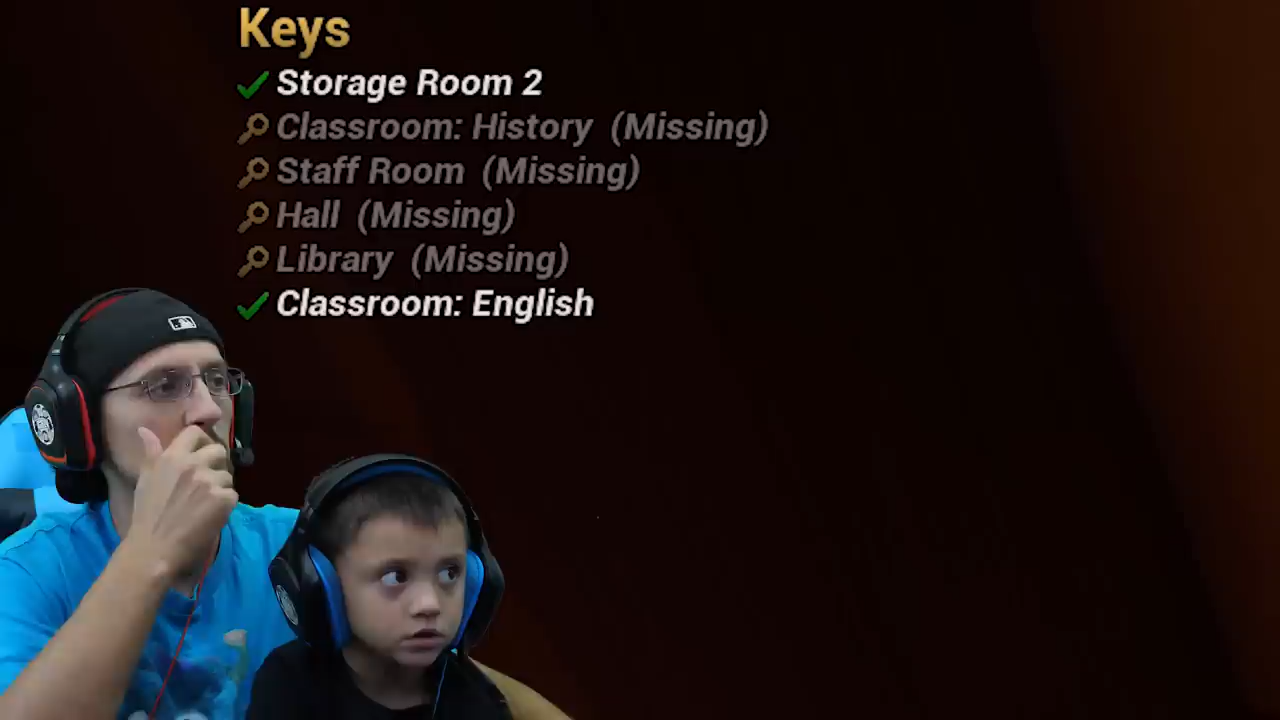 Keys
Storage Room 2
Classroom: History (Missing)
Staff Room (Missing)
Hall (Missing)
Library (Missing)
Classroom: English